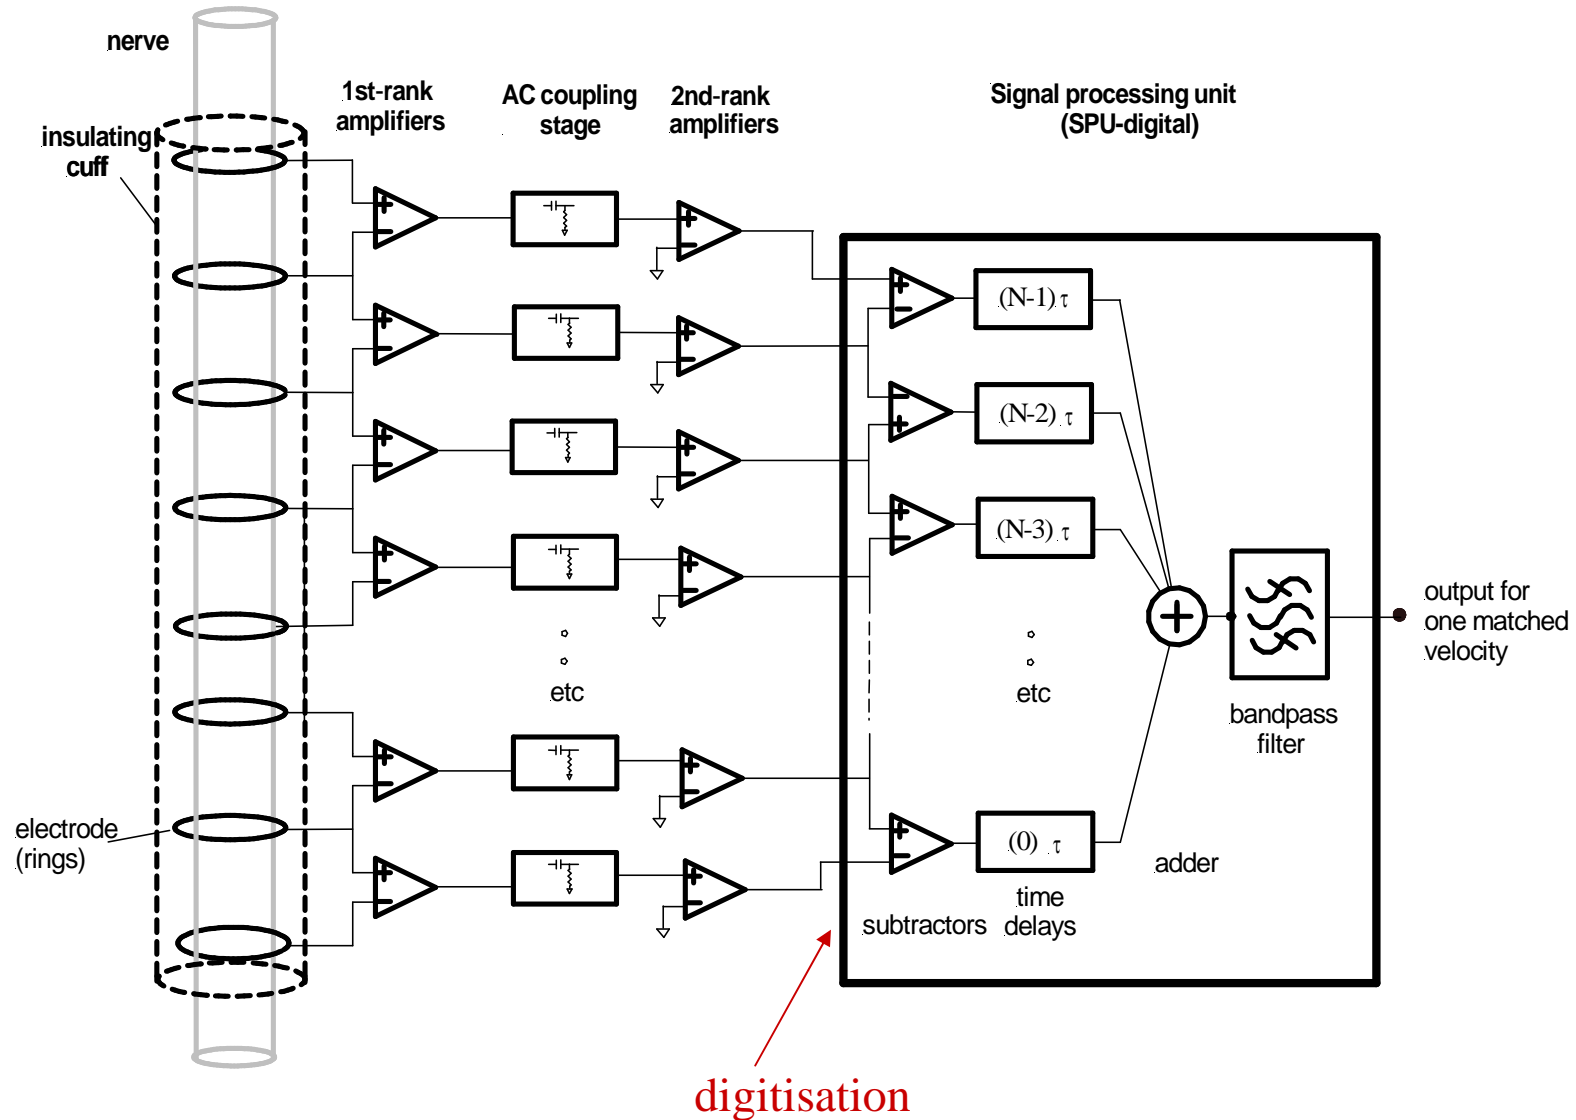 nerve
insulating
cuff
1st-rank
amplifiers
AC coupling
stage
2nd-rank
amplifiers
Signal processing unit
(SPU-digital)
+
−
+
−
+
−
+
−
+
−
+
−
+
−
+
−
+
−
+
−
+
−
+
−
+
−
−
+
+
−
+
−
(N-1) τ
(N-2) τ
(N-3) τ
(0) τ
+
etc
etc
electrode
(rings)
subtractors
time
delays
adder
bandpass
filter
output for
one matched
velocity
digitisation